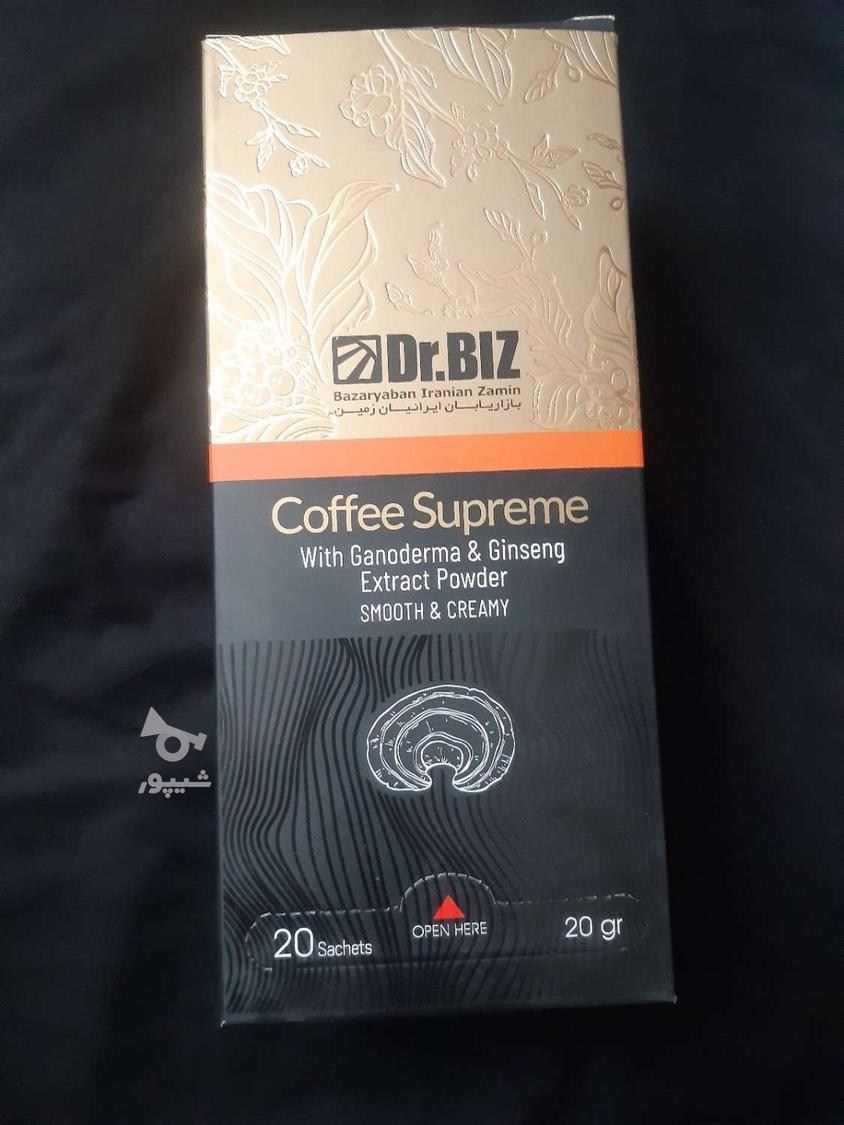 Dr.BIZ
Bazaryaban Iranian Zamin
بازاریابان ایرانیان زمین
Coffee Supreme
With Ganoderma & Ginseng
Extract Powder
SMOOTH & CREAMY
شیپور
OPEN HERE
20 Sachets
20 gr